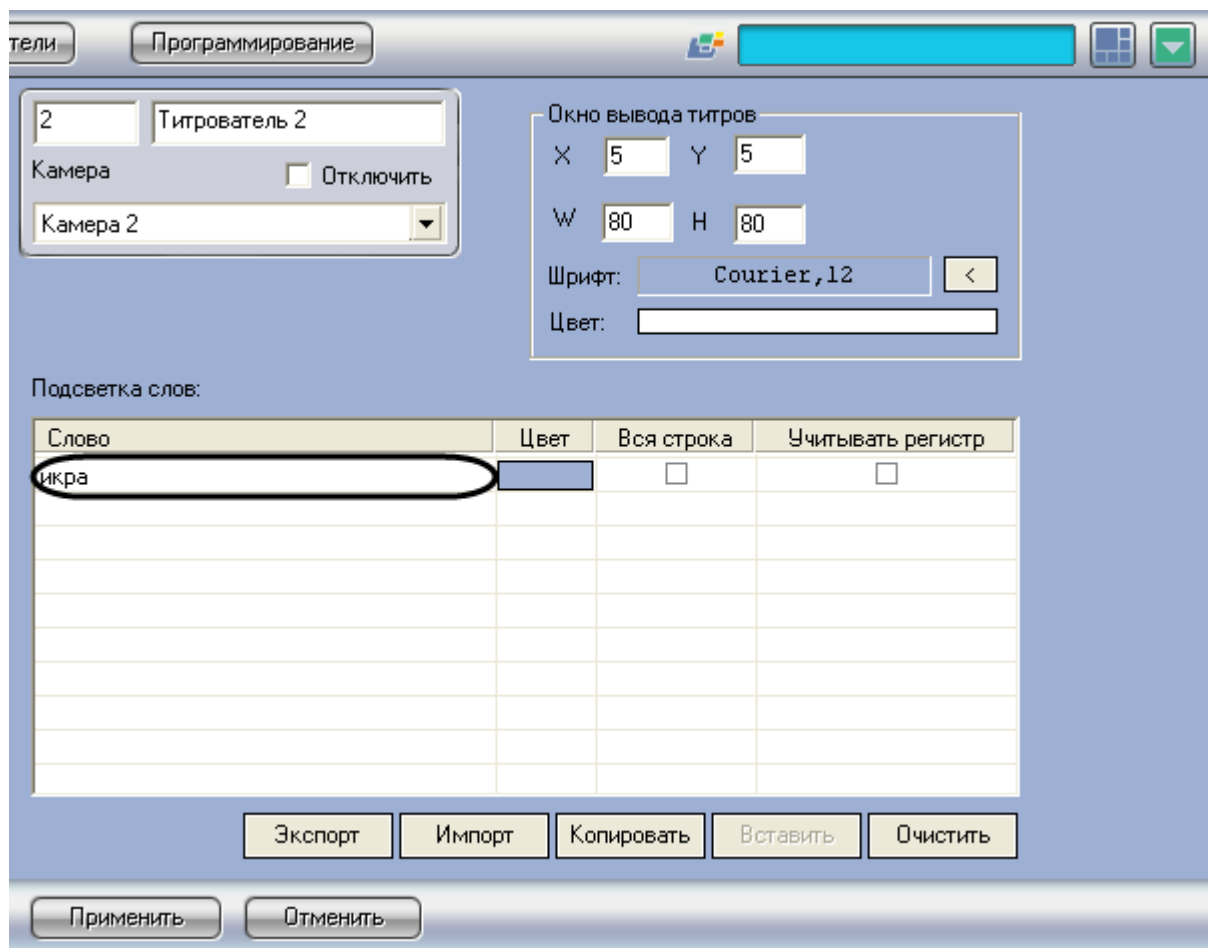 тели Программирование
2 Титрователь 2
Камера Отключить
Камера 2
Окно вывода титров
X 5 Y 5
W 80 H 80
Шрифт: Courier,12 <
Цвет:
Подсветка слов:
Слово Цвет Вся строка Учитывать регистр
икра
Экспорт Импорт Копировать Вставить Очистить
Применить Отменить